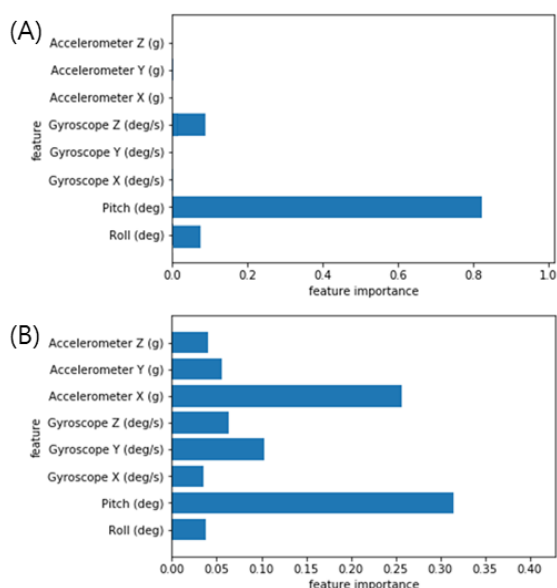 (A)
Accelerometer Z (g)
Accelerometer Y (g)
Accelerometer X (g)
Gyroscope Z (deg/s)
Gyroscope Y (deg/s)
Gyroscope X (deg/s)
Pitch (deg)
Roll (deg)
feature
0.0 0.2 0.4 0.6 0.8 1.0
feature importance
(B)
Accelerometer Z (g)
Accelerometer Y (g)
Accelerometer X (g)
Gyroscope Z (deg/s)
Gyroscope Y (deg/s)
Gyroscope X (deg/s)
Pitch (deg)
Roll (deg)
feature
0.00 0.05 0.10 0.15 0.20 0.25 0.30 0.35 0.40
feature importance